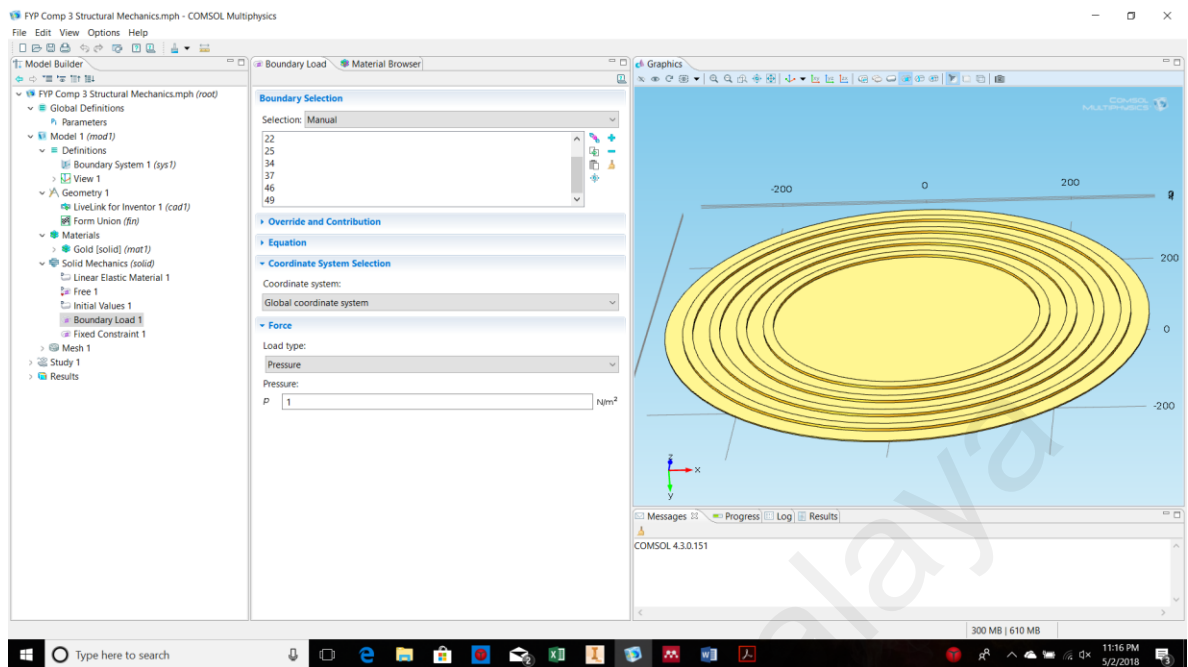 FYP Comp 3 Structural Mechanics.mph - COMSOL Multiphysics
File Edit View Options Help
Model Builder
FYP Comp 3 Structural Mechanics.mph (root)
Global Definitions
Pi Parameters
Model 1 (mod1)
Definitions
Boundary System 1 (sys1)
View 1
Geometry 1
LiveLink for Inventor 1 (cad1)
Form Union (fin)
Materials
Gold [solid] (mat1)
Solid Mechanics (solid)
Linear Elastic Material 1
Free 1
Initial Values 1
Boundary Load 1
Fixed Constraint 1
Mesh 1
Study 1
Results
Boundary Load Material Browser
Boundary Selection
Selection: Manual
22
25
34
37
46
49
Override and Contribution
Equation
Coordinate System Selection
Coordinate system:
Global coordinate system
Force
Load type:
Pressure
Pressure:
p 1 N/m²
Graphics
COMSOL
MULTIPHYSICS
-200 0 200
200
0
-200
z
x
y
Messages Progress Log Results
COMSOL 4.3.0.151
300 MB | 610 MB
Type here to search
11:16 PM
5/2/2018
alaya